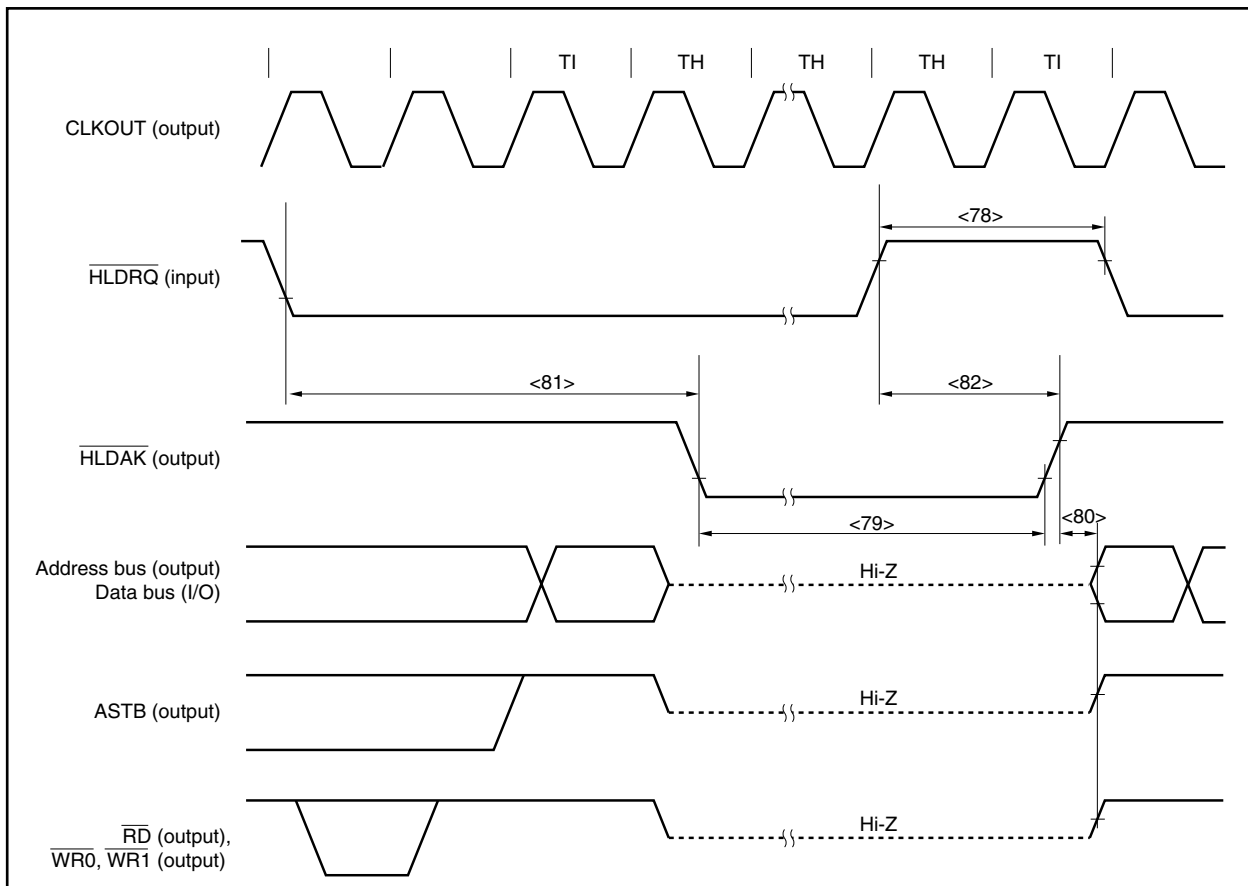 TI TH TH TH TI
CLKOUT (output)
<78>
HLDRQ (input)
<81> <82>
HLDAK (output)
<79> <80>
Address bus (output)
Data bus (I/O)
Hi-Z
ASTB (output)
Hi-Z
RD (output),
WR0, WR1 (output)
Hi-Z